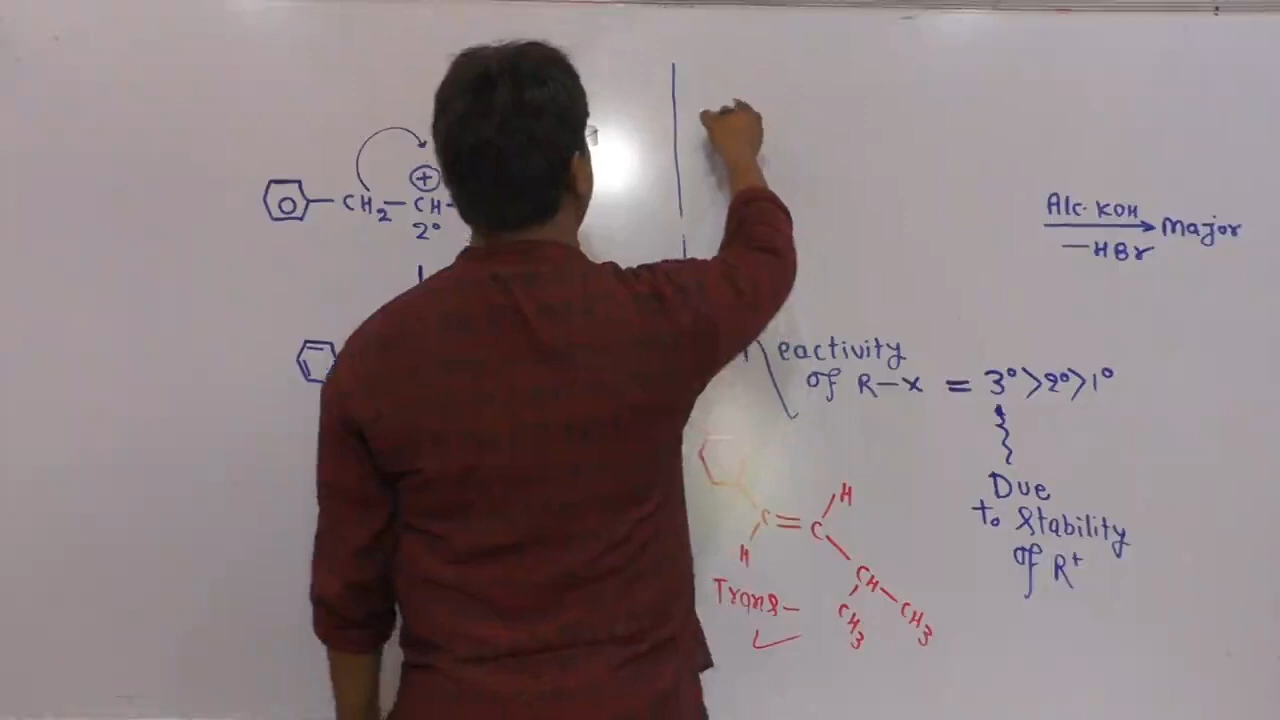 CH2–CH–
+
2°
Alc·KOH
–HBr
Major
eactivity
of R–X = 3°>2°>1°
Due
to Stability
of R+
H
C=C
H
CH
CH3
CH3
Trans–